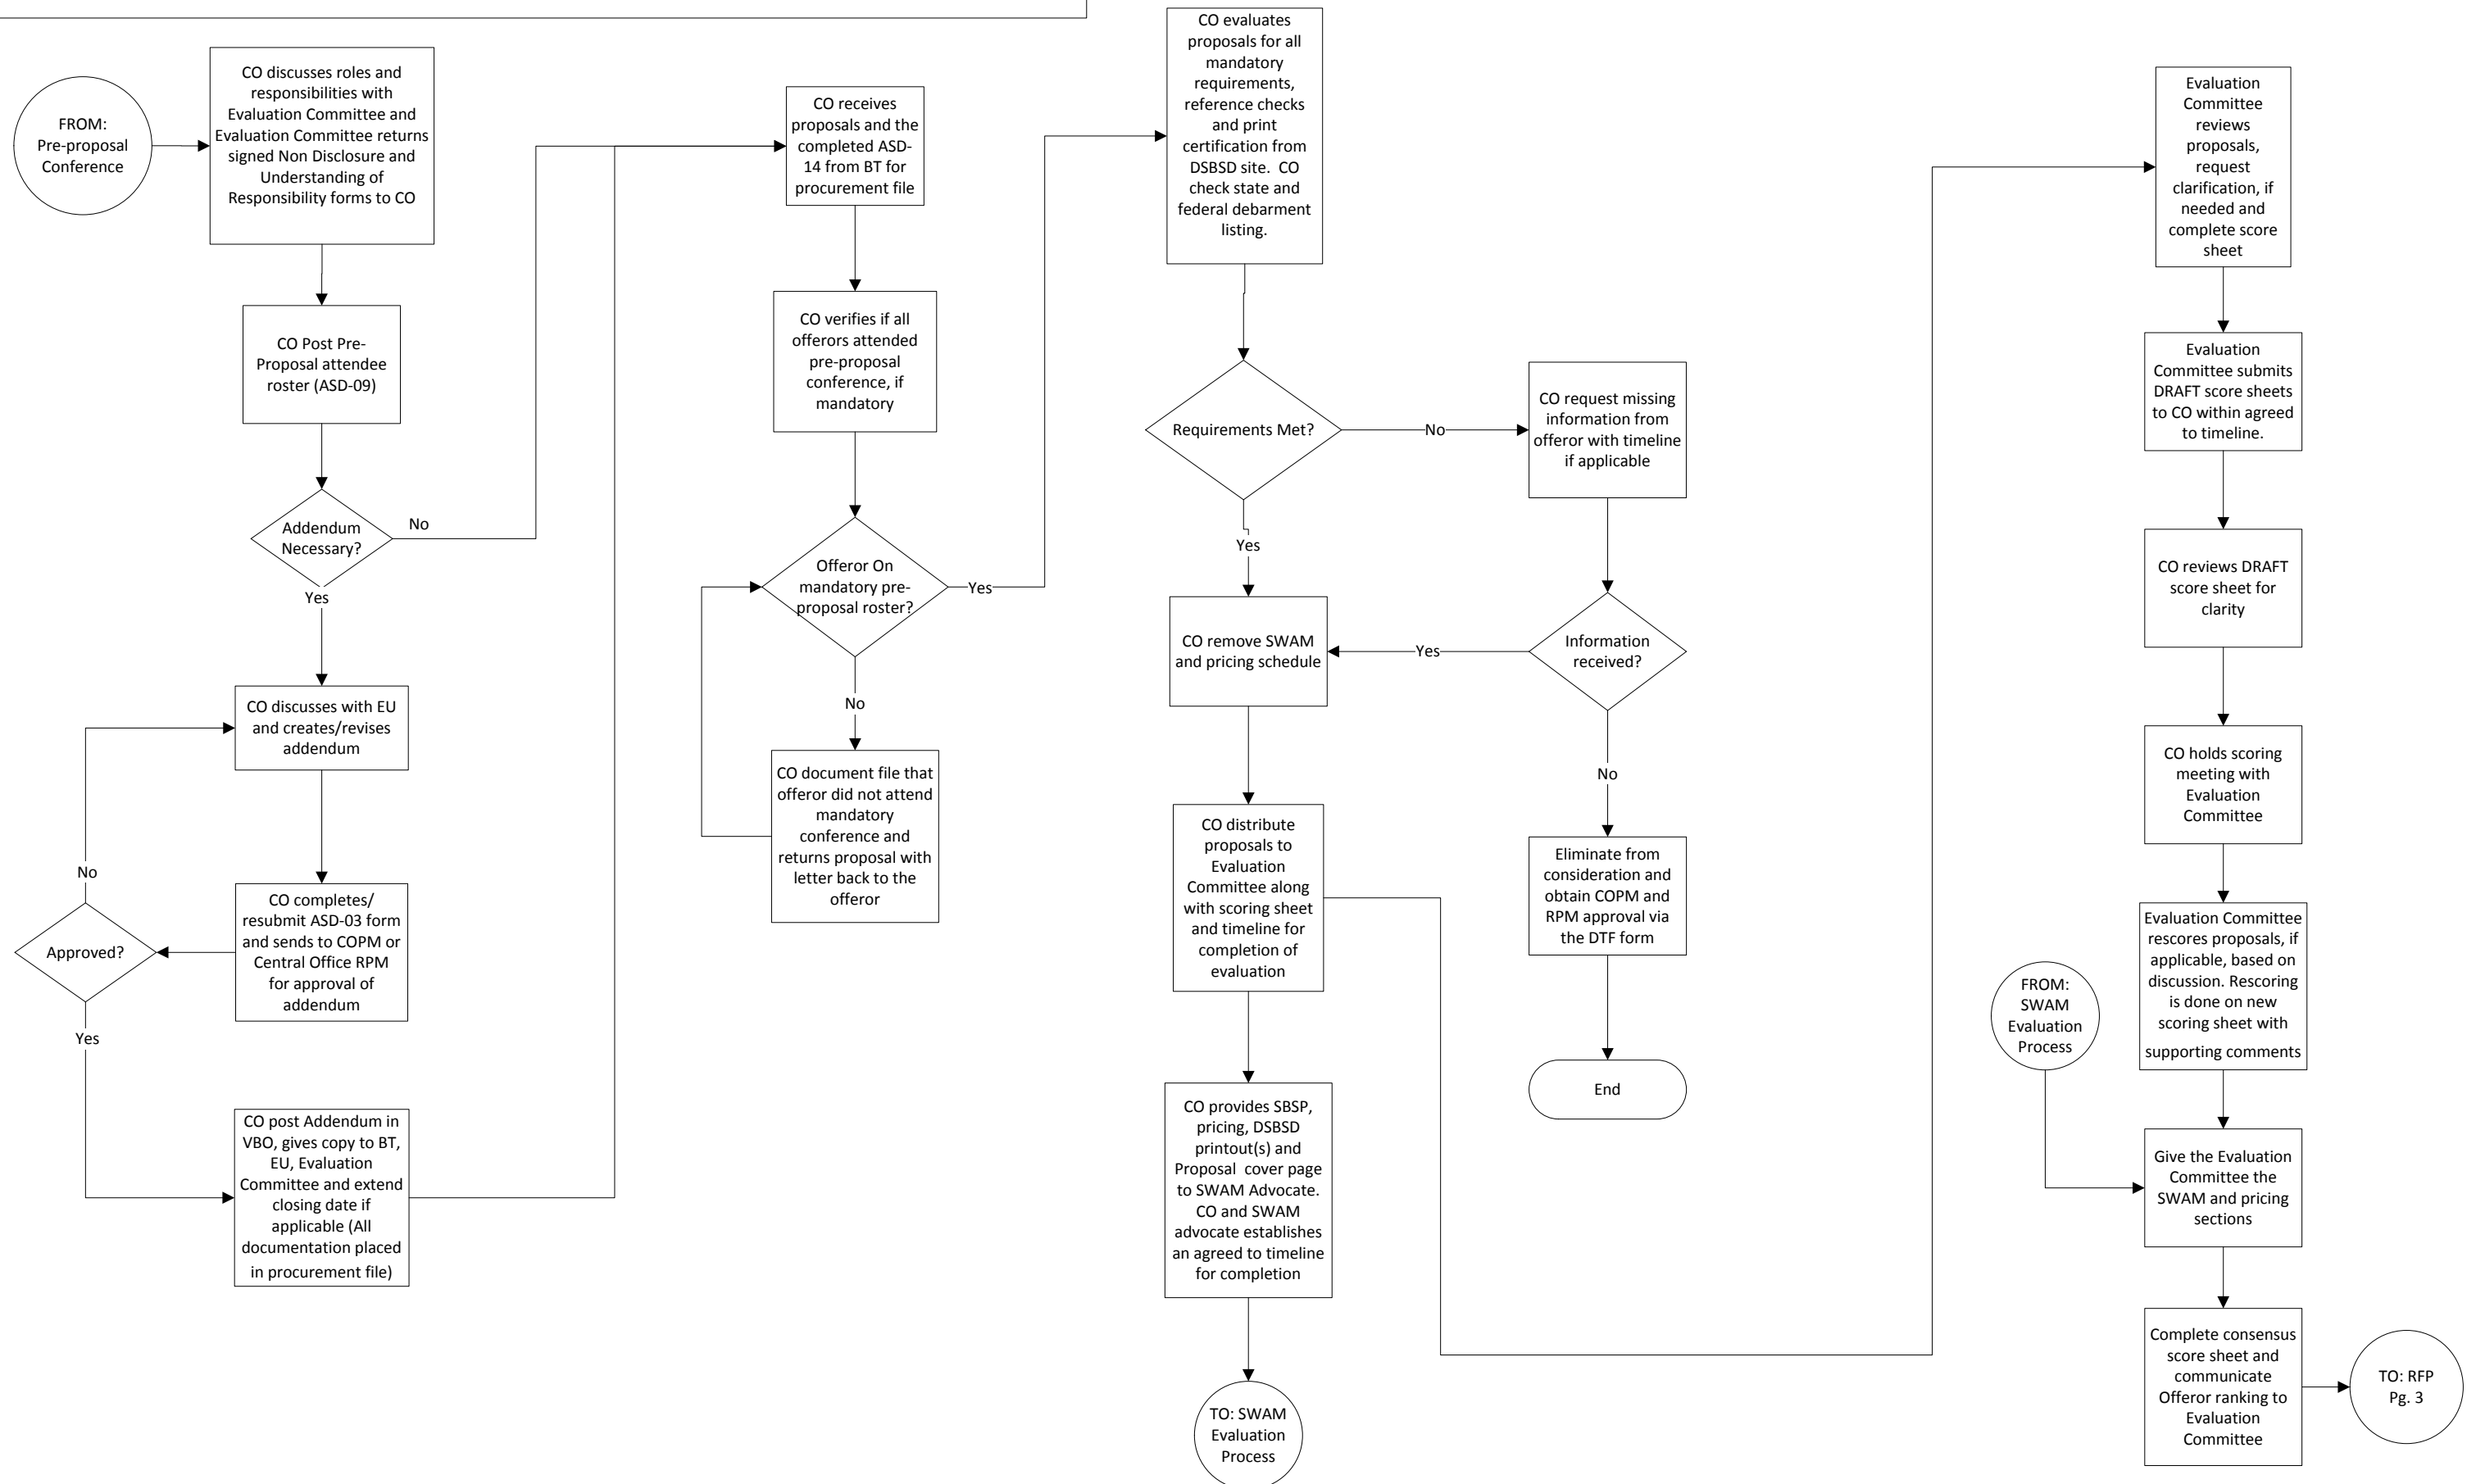 FROM:
Pre-proposal
Conference
CO discusses roles and
responsibilities with
Evaluation Committee and
Evaluation Committee returns
signed Non Disclosure and
Understanding of
Responsibility forms to CO
CO Post Pre-
Proposal attendee
roster (ASD-09)
Addendum
Necessary?
No
Yes
CO discusses with EU
and creates/revises
addendum
CO completes/
resubmit ASD-03 form
and sends to COPM or
Central Office RPM
for approval of
addendum
Approved?
No
Yes
CO post Addendum in
VBO, gives copy to BT,
EU, Evaluation
Committee and extend
closing date if
applicable (All
documentation placed
in procurement file)
CO receives
proposals and the
completed ASD-
14 from BT for
procurement file
CO verifies if all
offerors attended
pre-proposal
conference, if
mandatory
Offeror On
mandatory pre-
proposal roster?
Yes
No
CO document file that
offeror did not attend
mandatory
conference and
returns proposal with
letter back to the
offeror
CO evaluates
proposals for all
mandatory
requirements,
reference checks
and print
certification from
DSBSD site.  CO
check state and
federal debarment
listing.
Requirements Met?
No
Yes
CO request missing
information from
offeror with timeline
if applicable
Information
received?
Yes
No
CO remove SWAM
and pricing schedule
Eliminate from
consideration and
obtain COPM and
RPM approval via
the DTF form
End
CO distribute
proposals to
Evaluation
Committee along
with scoring sheet
and timeline for
completion of
evaluation
CO provides SBSP,
pricing, DSBSD
printout(s) and
Proposal  cover page
to SWAM Advocate.
CO and SWAM
advocate establishes
an agreed to timeline
for completion
TO: SWAM
Evaluation
Process
Evaluation
Committee
reviews
proposals,
request
clarification, if
needed and
complete score
sheet
Evaluation
Committee submits
DRAFT score sheets
to CO within agreed
to timeline.
CO reviews DRAFT
score sheet for
clarity
CO holds scoring
meeting with
Evaluation
Committee
Evaluation Committee
rescores proposals, if
applicable, based on
discussion. Rescoring
is done on new
scoring sheet with
supporting comments
FROM:
SWAM
Evaluation
Process
Give the Evaluation
Committee the
SWAM and pricing
sections
Complete consensus
score sheet and
communicate
Offeror ranking to
Evaluation
Committee
TO: RFP
Pg. 3